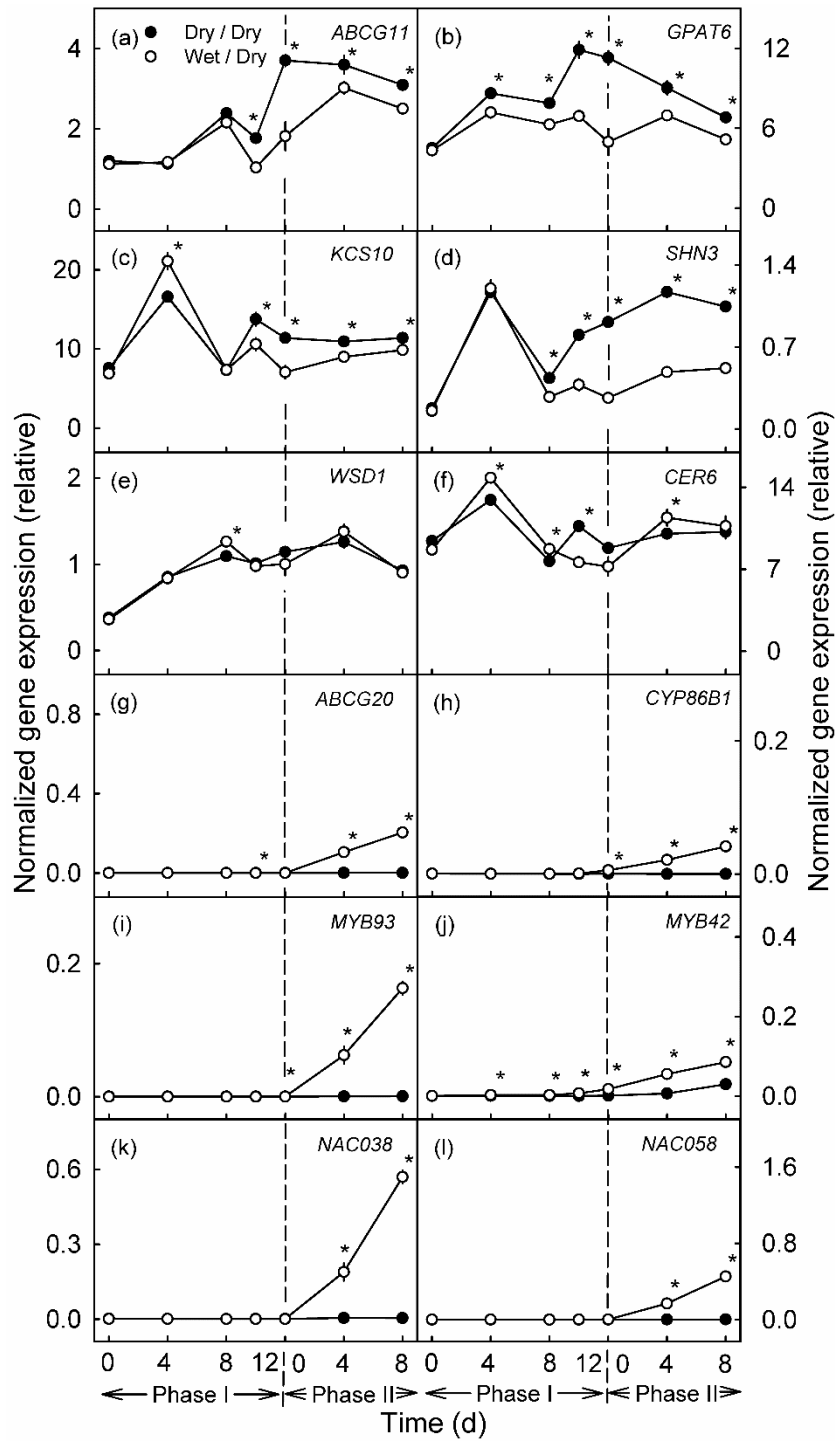 (a) ● Dry / Dry ABCG11
○ Wet / Dry
(b) GPAT6
4
2
0
12
6
0
* * * *
* * * * * *
(c) KCS10
(d) SHN3
20
10
0
1.4
0.7
0.0
* * * * *
* * * * *
(e) WSD1
(f) CER6
2
1
0
14
7
0
*
* * * *
(g) ABCG20
(h) CYP86B1
0.8
0.4
0.0
0.2
0.0
* * *
* * *
(i) MYB93
(j) MYB42
0.2
0.0
0.4
0.2
0.0
* * *
* * * * * *
(k) NAC038
(l) NAC058
0.6
0.3
0.0
1.6
0.8
0.0
* *
* *
0 4 8 12 0 4 8 0 4 8 12 0 4 8
Phase I Phase II Phase I Phase II
Time (d)
Normalized gene expression (relative)
Normalized gene expression (relative)